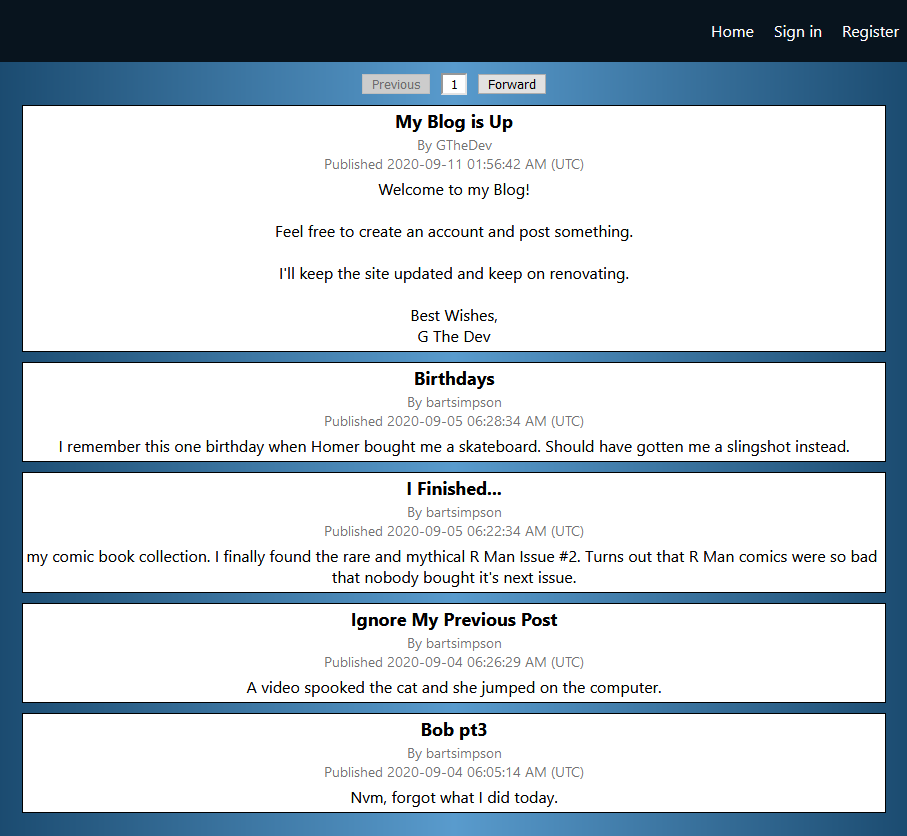 Home Sign in Register
Previous 1 Forward
My Blog is Up
By GTheDev
Published 2020-09-11 01:56:42 AM (UTC)
Welcome to my Blog!
Feel free to create an account and post something.
I'll keep the site updated and keep on renovating.
Best Wishes,
G The Dev
Birthdays
By bartsimpson
Published 2020-09-05 06:28:34 AM (UTC)
I remember this one birthday when Homer bought me a skateboard. Should have gotten me a slingshot instead.
I Finished...
By bartsimpson
Published 2020-09-05 06:22:34 AM (UTC)
my comic book collection. I finally found the rare and mythical R Man Issue #2. Turns out that R Man comics were so bad
that nobody bought it's next issue.
Ignore My Previous Post
By bartsimpson
Published 2020-09-04 06:26:29 AM (UTC)
A video spooked the cat and she jumped on the computer.
Bob pt3
By bartsimpson
Published 2020-09-04 06:05:14 AM (UTC)
Nvm, forgot what I did today.